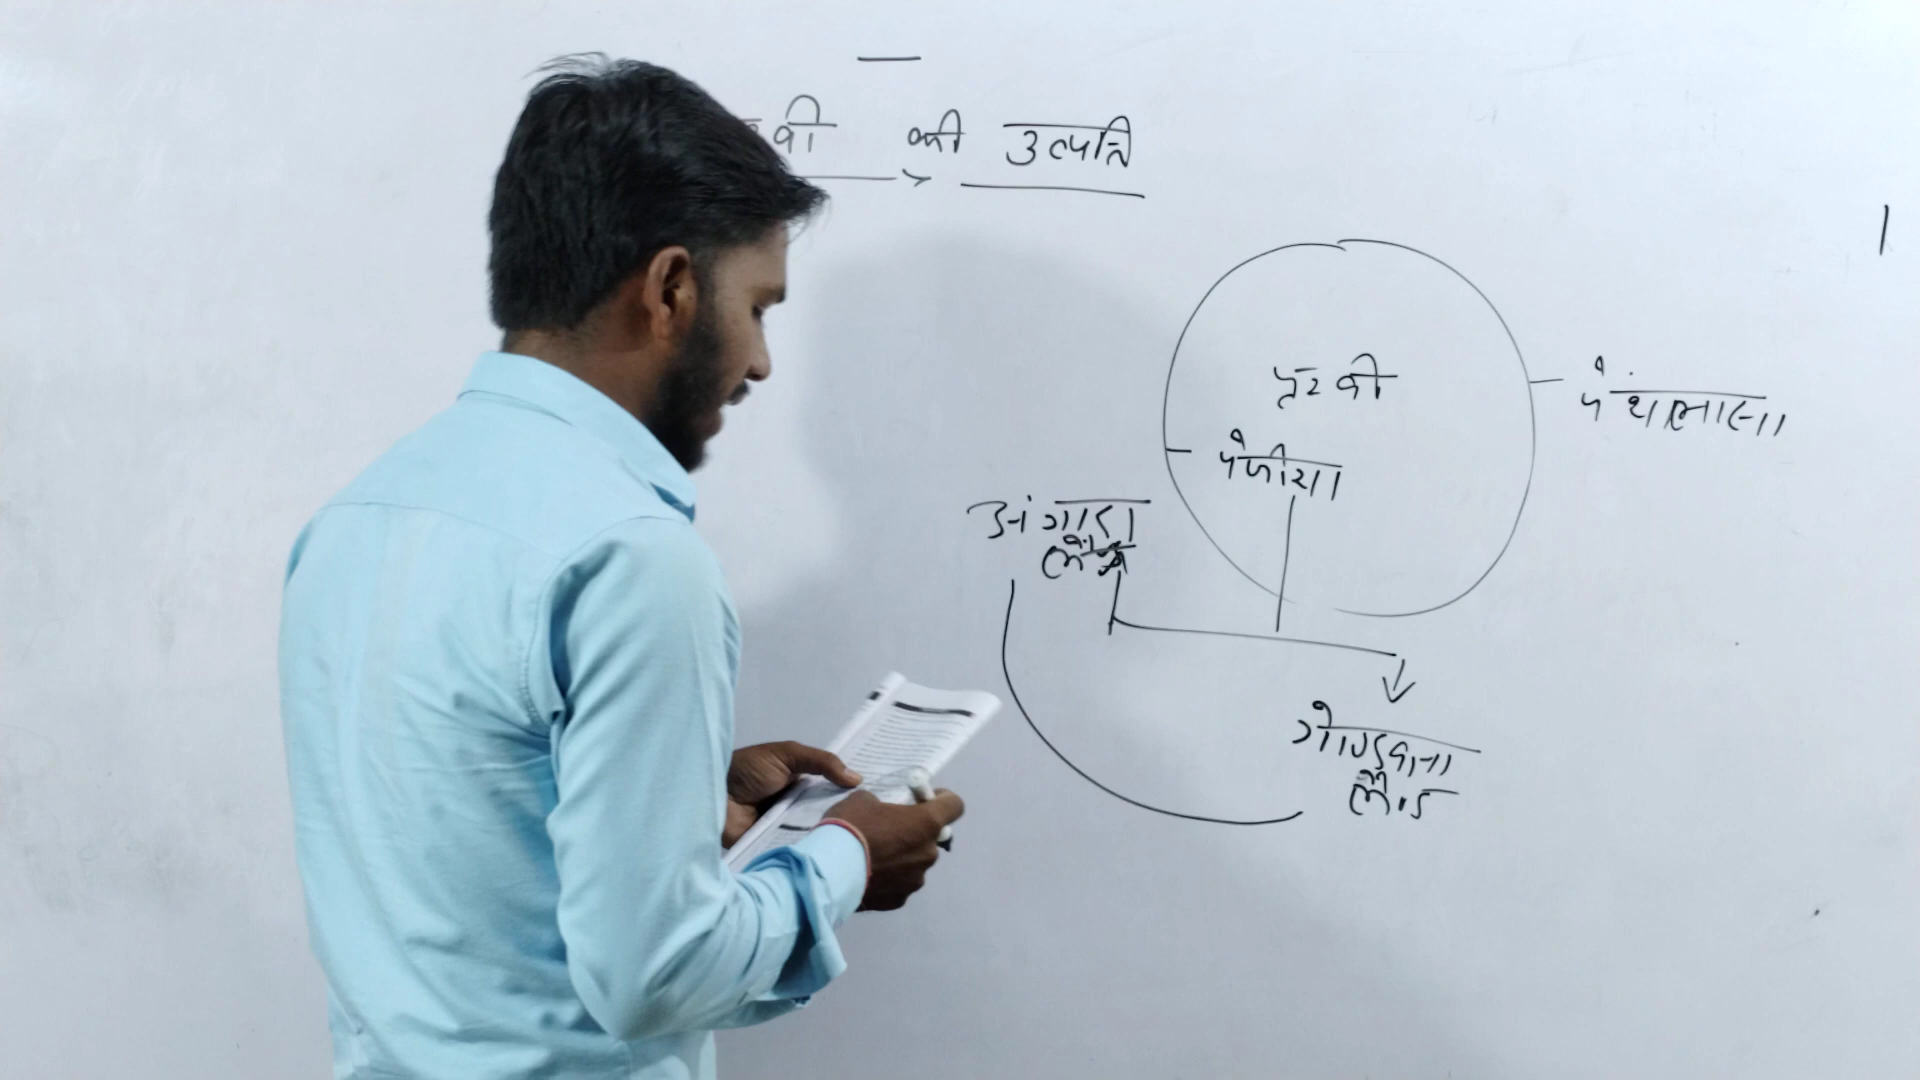 की उत्पत्ति
पृथ्वी
पैंथालासा
पैंजीया
अंगारा
गोण्डवाना
लैण्ड